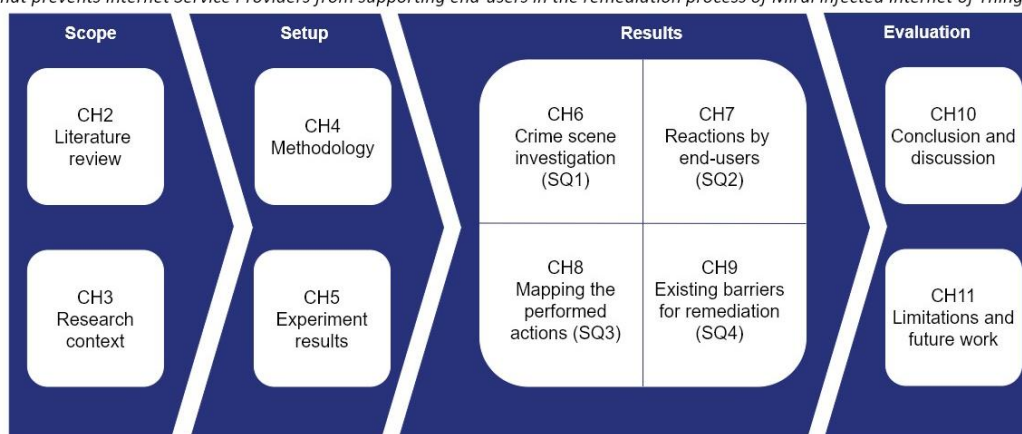 that prevents Internet Service Providers from supporting end-users in the remediation process of Mirai infected Internet of Thing
Scope
Setup
Results
Evaluation
CH2
Literature
review
CH3
Research
context
CH4
Methodology
CH5
Experiment
results
CH6
Crime scene
investigation
(SQ1)
CH7
Reactions by
end-users
(SQ2)
CH8
Mapping the
performed
actions (SQ3)
CH9
Existing barriers
for remediation
(SQ4)
CH10
Conclusion and
discussion
CH11
Limitations and
future work